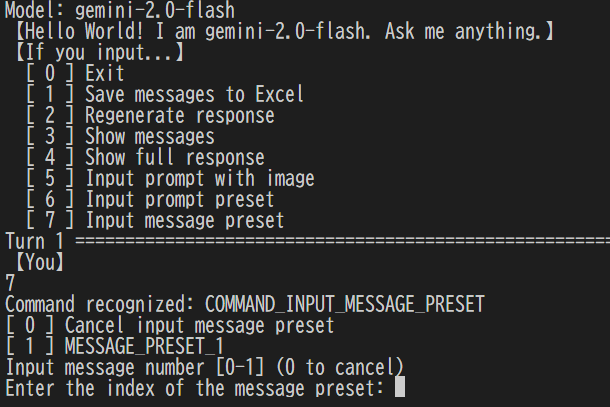 Model: gemini-2.0-flash
【Hello World! I am gemini-2.0-flash. Ask me anything.】
【If you input...】
[ 0 ] Exit
[ 1 ] Save messages to Excel
[ 2 ] Regenerate response
[ 3 ] Show messages
[ 4 ] Show full response
[ 5 ] Input prompt with image
[ 6 ] Input prompt preset
[ 7 ] Input message preset
Turn 1 ======================================================
【You】
7
Command recognized: COMMAND_INPUT_MESSAGE_PRESET
[ 0 ] Cancel input message preset
[ 1 ] MESSAGE_PRESET_1
Input message number [0-1] (0 to cancel)
Enter the index of the message preset: